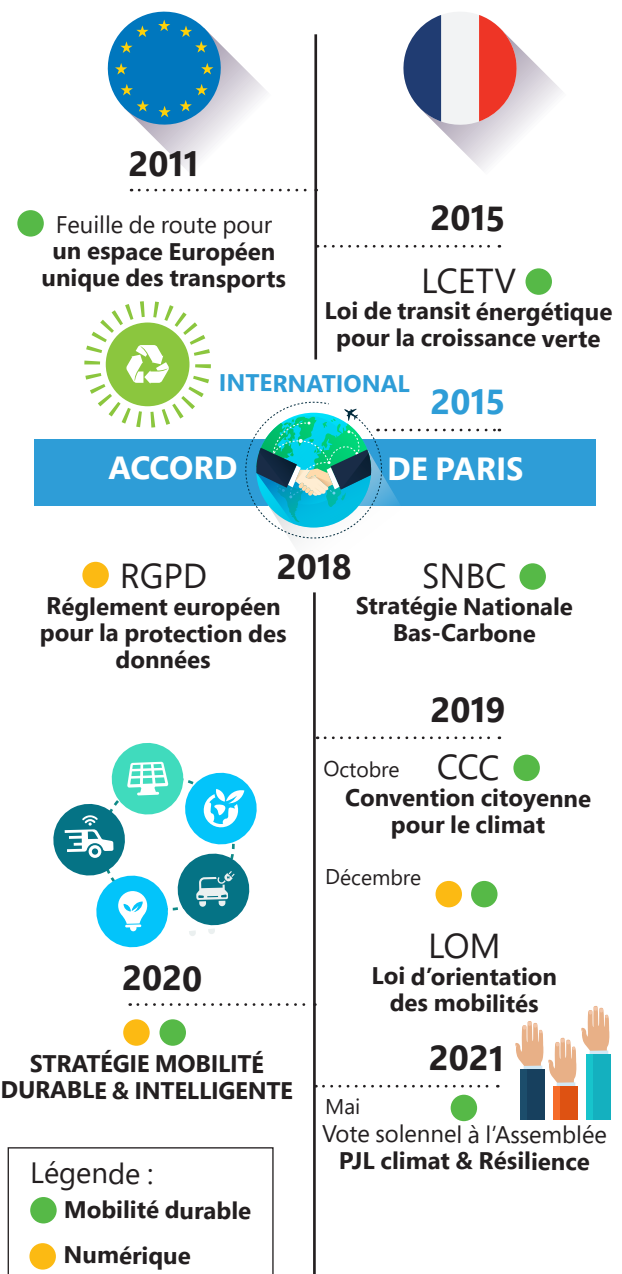 2011
Feuille de route pour
un espace Européen
unique des transports
2015
LCETV
Loi de transit énergétique
pour la croissance verte
INTERNATIONAL
2015
ACCORD DE PARIS
2018
RGPD
Réglement européen
pour la protection des
données
SNBC
Stratégie Nationale
Bas-Carbone
2019
Octobre CCC
Convention citoyenne
pour le climat
Décembre
LOM
Loi d'orientation
des mobilités
2020
STRATÉGIE MOBILITÉ
DURABLE & INTELLIGENTE
2021
Mai
Vote solennel à l'Assemblée
PJL climat & Résilience
Légende :
Mobilité durable
Numérique